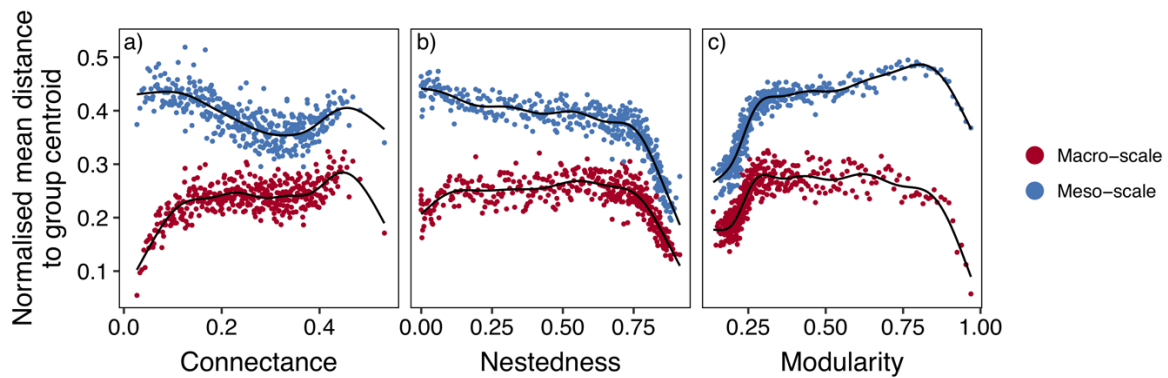 Normalised mean distance
to group centroid
a)
b)
c)
0.5
0.4
0.3
0.2
0.1
0.0 0.2 0.4
0.00 0.25 0.50 0.75
0.25 0.50 0.75 1.00
Connectance
Nestedness
Modularity
Macro−scale
Meso−scale